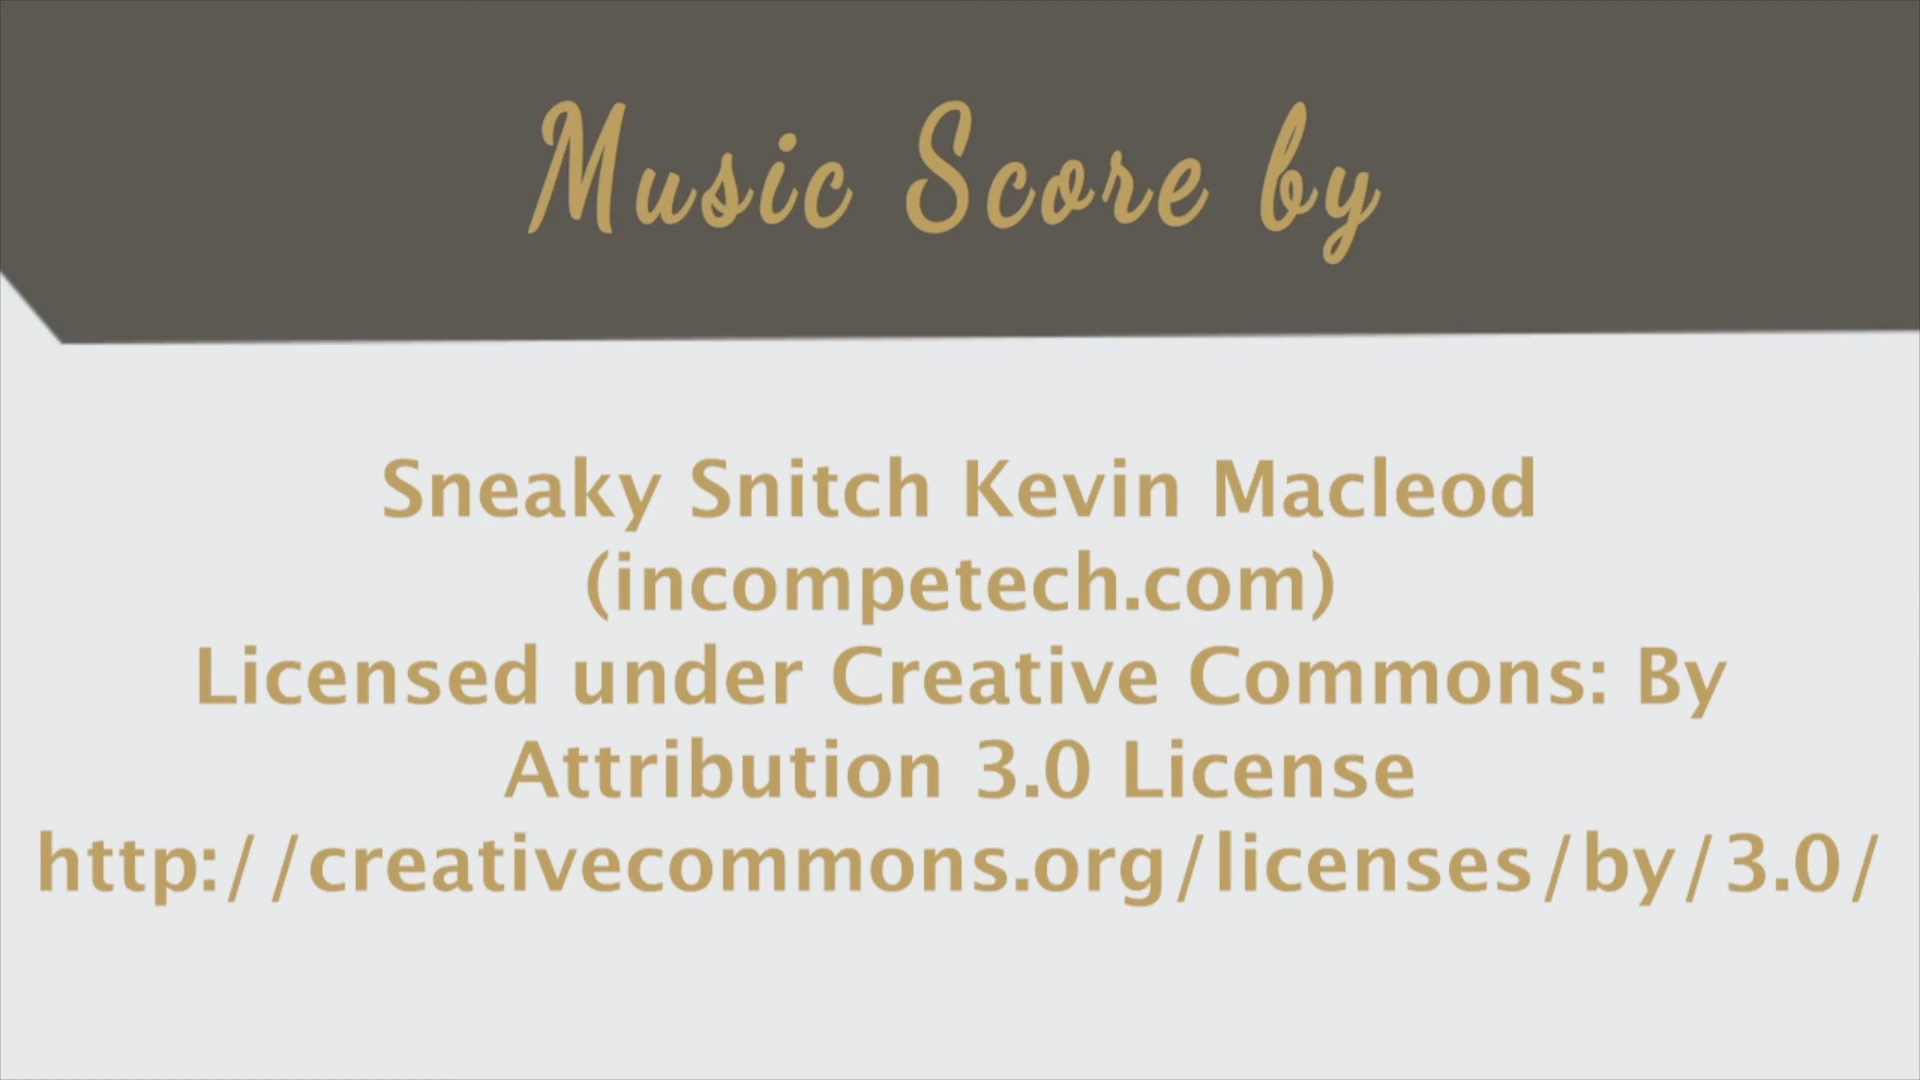 Music Score by
Sneaky Snitch Kevin Macleod
(incompetech.com)
Licensed under Creative Commons: By
Attribution 3.0 License
http://creativecommons.org/licenses/by/3.0/